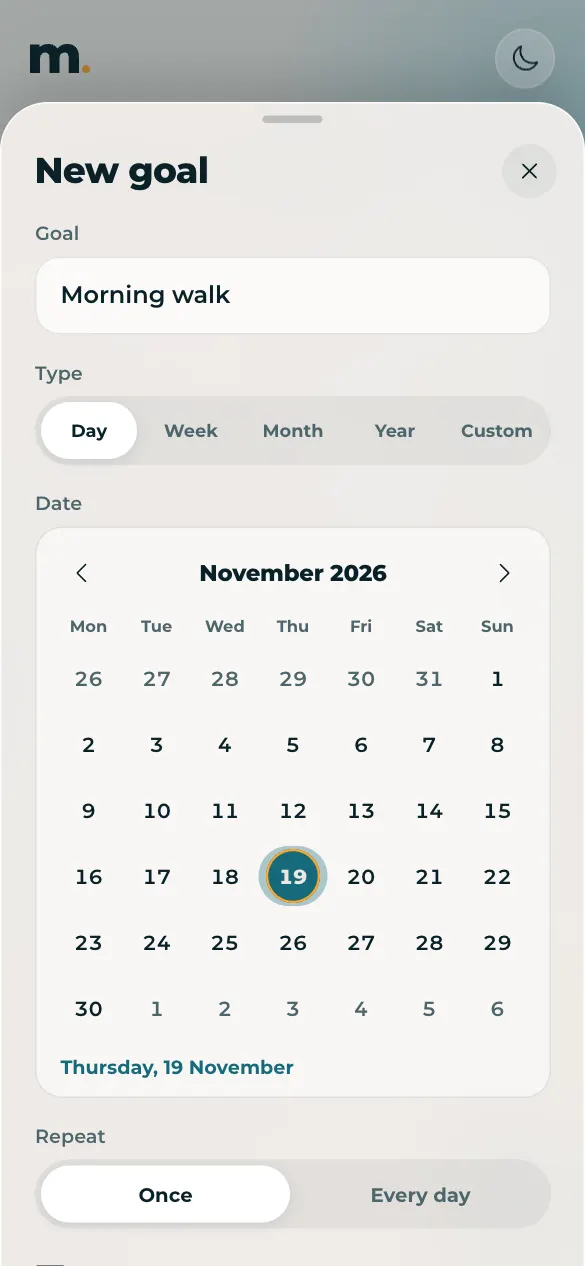 m.
New goal
Goal
Morning walk
Type
Day Week Month Year Custom
Date
November 2026
Mon Tue Wed Thu Fri Sat Sun
26 27 28 29 30 31 1
2 3 4 5 6 7 8
9 10 11 12 13 14 15
16 17 18 19 20 21 22
23 24 25 26 27 28 29
30 1 2 3 4 5 6
Thursday, 19 November
Repeat
Once Every day